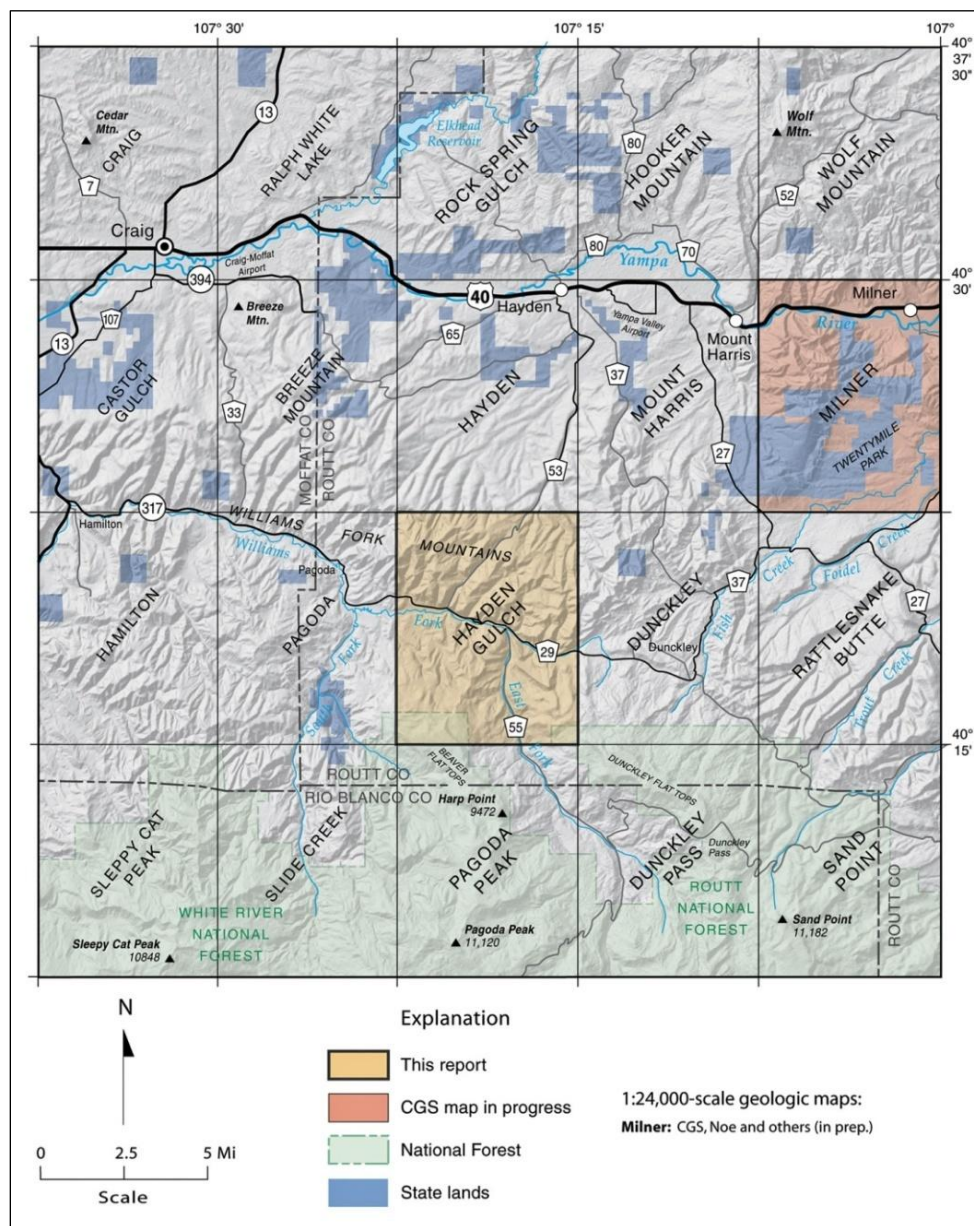 107° 30'
107° 15'
107°
40°
37'
30"
Cedar
Mtn.
CRAIG
13
RALPH WHITE
LAKE
Elkhead
Reservoir
ROCK SPRING
GULCH
80
HOOKER
MOUNTAIN
Wolf
Mtn.
WOLF
MOUNTAIN
52
7
Craig
Craig-Moffat
Airport
394
80
Yampa
70
40°
30'
40
Hayden
Milner
River
Breeze
Mtn.
107
13
65
Yampa Valley
Airport
Mount
Harris
CASTOR
GULCH
BREEZE
MOUNTAIN
33
MOFFAT CO
ROUTT CO
HAYDEN
37
MOUNT
HARRIS
MILNER
TWENTYMILE
PARK
27
53
317
Hamilton
WILLIAMS FORK MOUNTAINS
Williams
Pagoda
Fork
HAMILTON
PAGODA
HAYDEN
GULCH
29
DUNCKLEY
Dunckley
37
Creek
Fish
Creek
Foidel
27
RATTLESNAKE
BUTTE
Creek
Trout
Fork
South
East
55
Fork
40°
15'
BEAVER
FLAT TOPS
DUNCKLEY FLAT TOPS
ROUTT CO
RIO BLANCO CO
Harp Point
9472
SLEPPY CAT
PEAK
SLIDE CREEK
PAGODA
PEAK
DUNCKLEY
PASS
Dunckley
Pass
SAND
POINT
ROUTT CO
WHITE RIVER
NATIONAL
FOREST
ROUTT
NATIONAL
FOREST
Sleepy Cat Peak
10848
Pagoda Peak
11,120
Sand Point
11,182
N
Explanation
This report
CGS map in progress
National Forest
State lands
1:24,000-scale geologic maps:
Milner: CGS, Noe and others (in prep.)
0 2.5 5 Mi
Scale